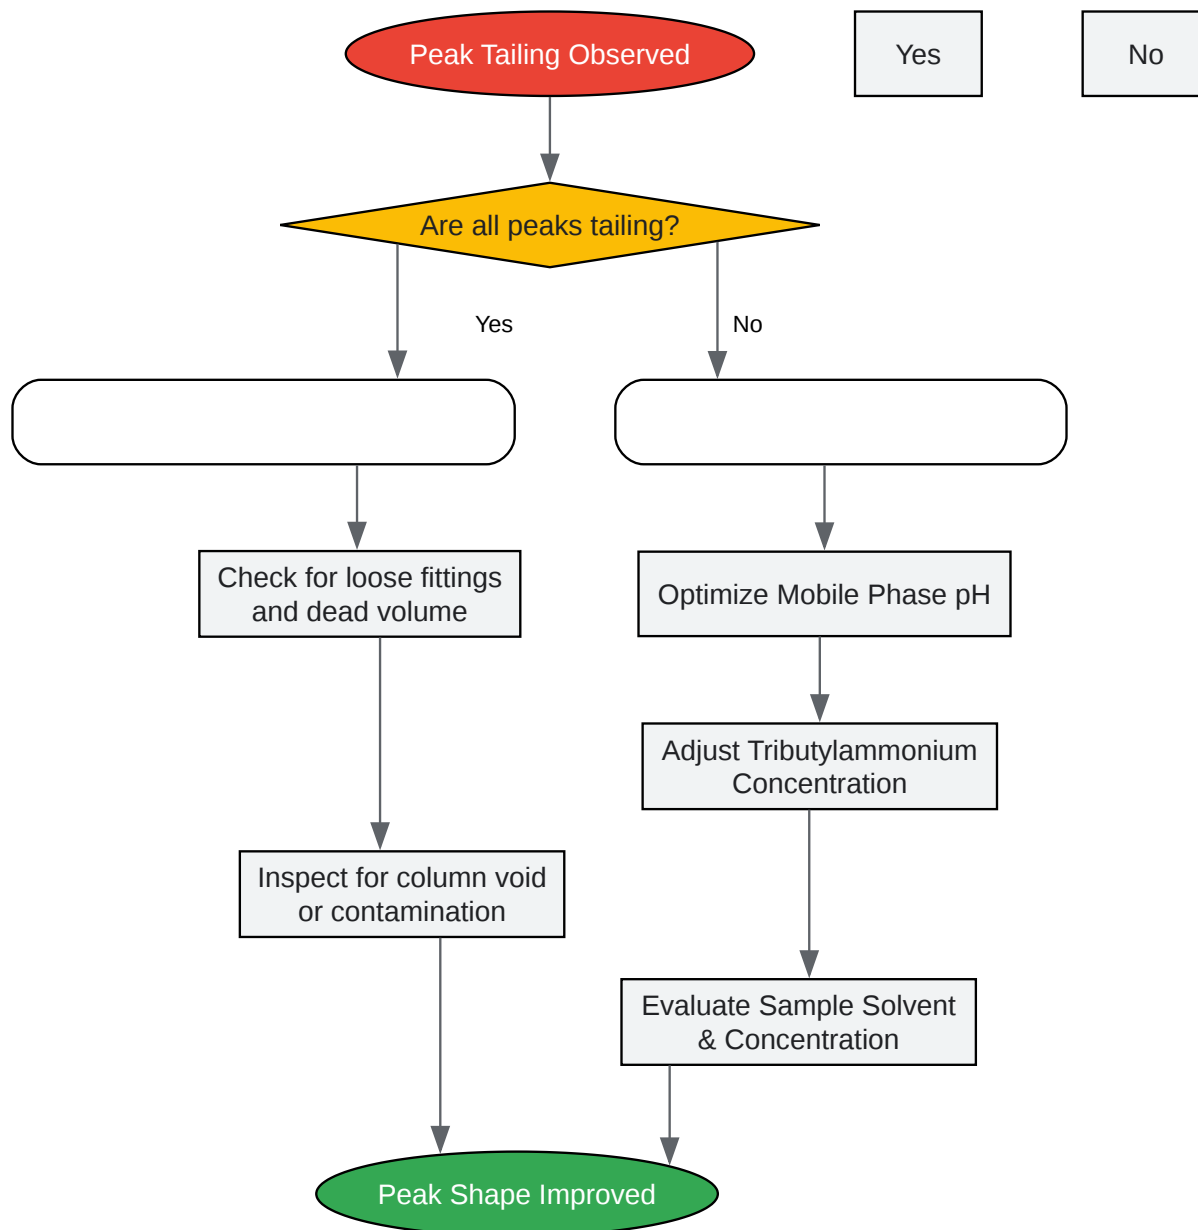 Peak Tailing Observed
Yes
No
Are all peaks tailing?
Yes
No
Check for loose fittings
and dead volume
Optimize Mobile Phase pH
Adjust Tributylammonium
Concentration
Inspect for column void
or contamination
Evaluate Sample Solvent
& Concentration
Peak Shape Improved